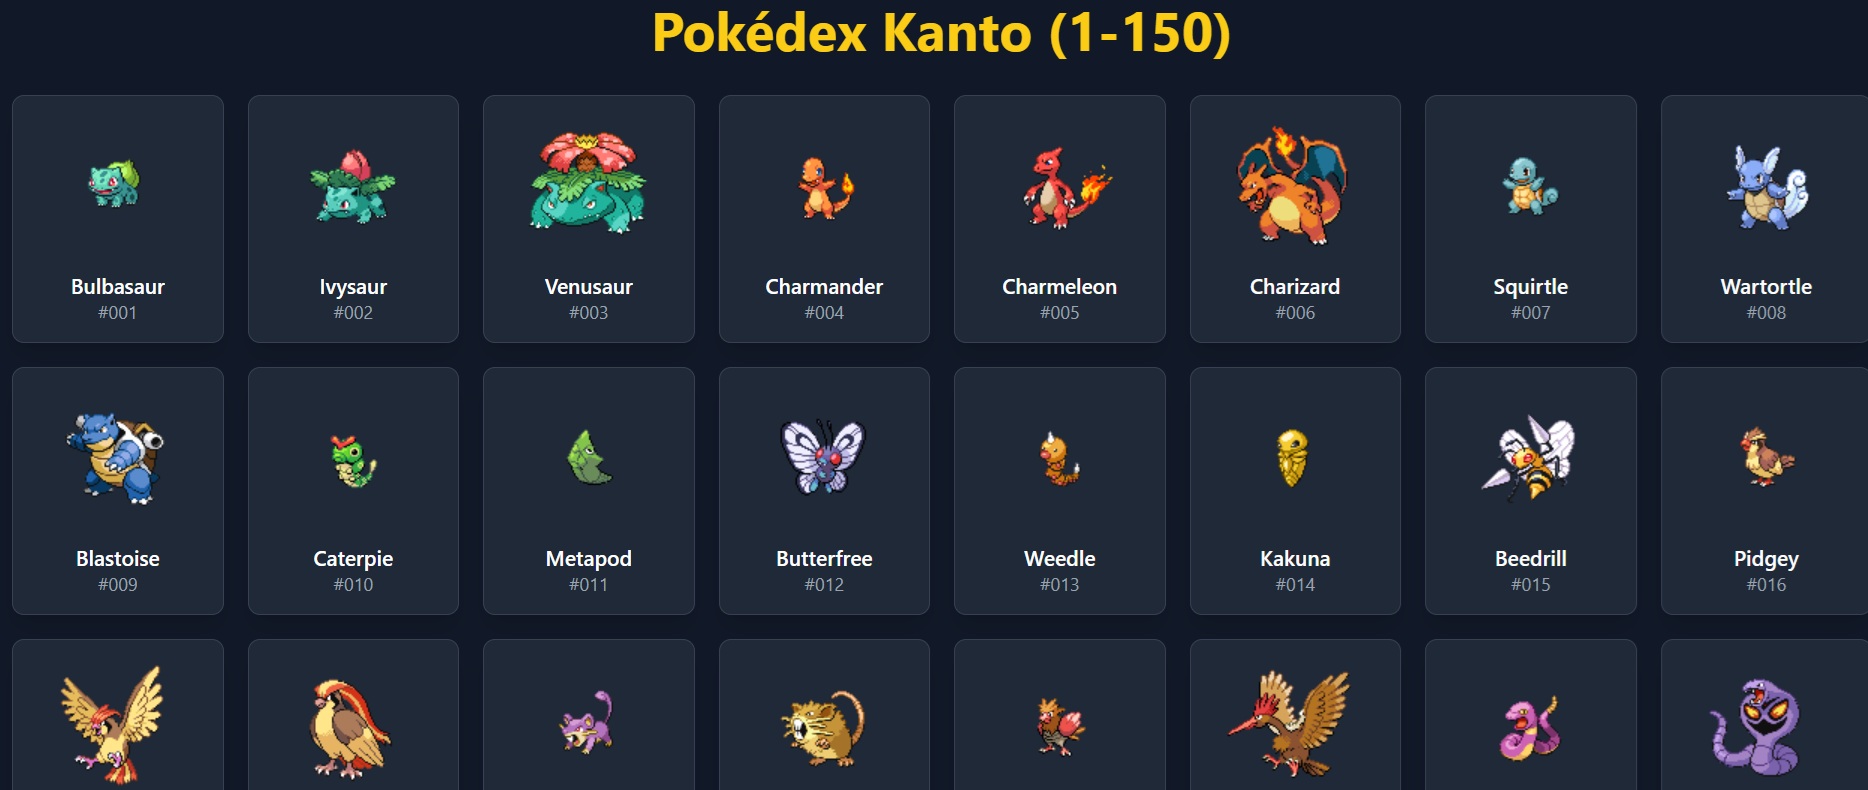 Pokédex Kanto (1-150)
Bulbasaur
#001
Ivysaur
#002
Venusaur
#003
Charmander
#004
Charmeleon
#005
Charizard
#006
Squirtle
#007
Wartortle
#008
Blastoise
#009
Caterpie
#010
Metapod
#011
Butterfree
#012
Weedle
#013
Kakuna
#014
Beedrill
#015
Pidgey
#016